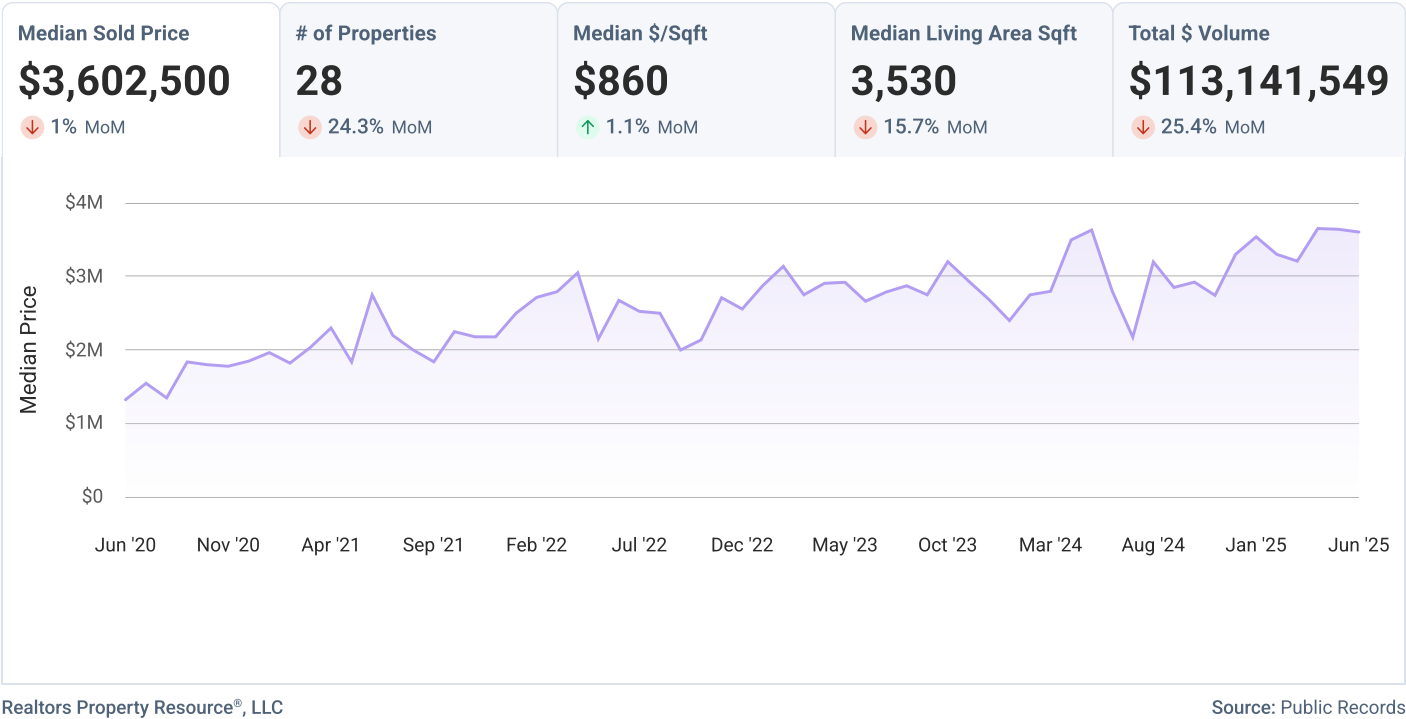 Median Sold Price
$3,602,500
1% MoM
# of Properties
28
24.3% MoM
Median $/Sqft
$860
1.1% MoM
Median Living Area Sqft
3,530
15.7% MoM
Total $ Volume
$113,141,549
25.4% MoM
Median Price
$4M
$3M
$2M
$1M
$0
Jun '20 Nov '20 Apr '21 Sep '21 Feb '22 Jul '22 Dec '22 May '23 Oct '23 Mar '24 Aug '24 Jan '25 Jun '25
Realtors Property Resource®, LLC
Source: Public Records